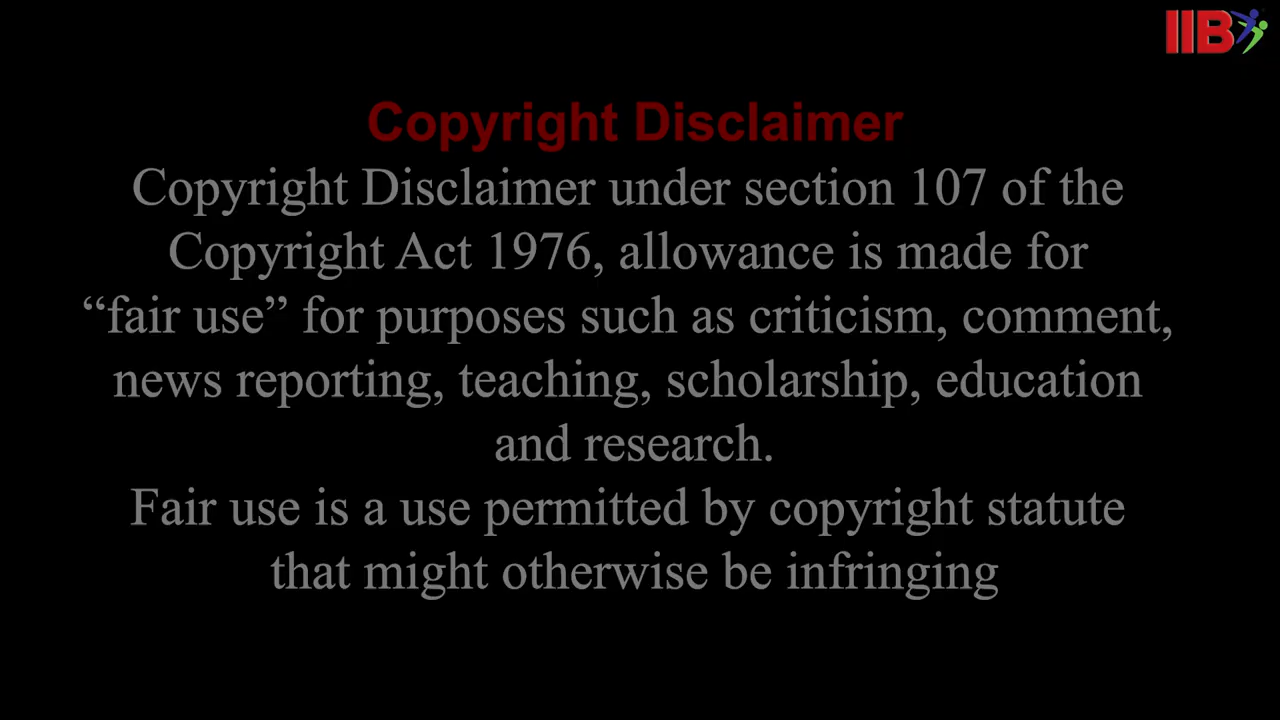 IIB
Copyright Disclaimer
Copyright Disclaimer under section 107 of the
Copyright Act 1976, allowance is made for
“fair use” for purposes such as criticism, comment,
news reporting, teaching, scholarship, education
and research.
Fair use is a use permitted by copyright statute
that might otherwise be infringing